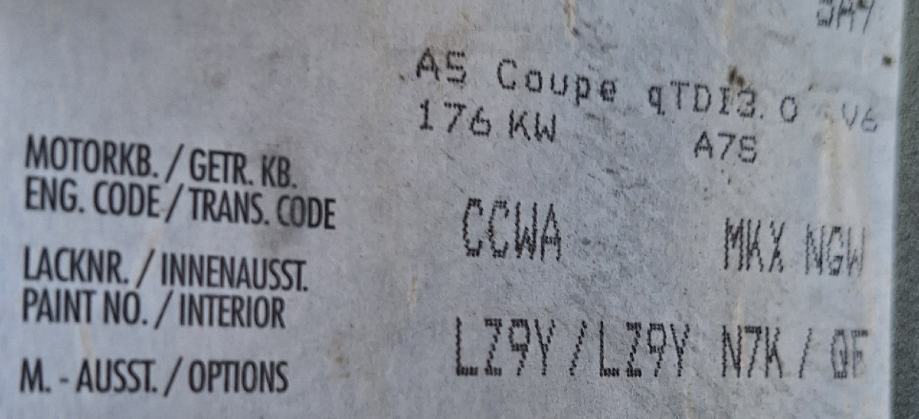 A5 Coupe qTDI3.0 V6
176 KW A7S
MOTORKB. / GETR. KB.
ENG. CODE / TRANS. CODE CCWA MKX NGW
LACKNR. / INNENAUSST.
PAINT NO. / INTERIOR LZ9Y / LZ9Y N7K /
M. - AUSST. / OPTIONS